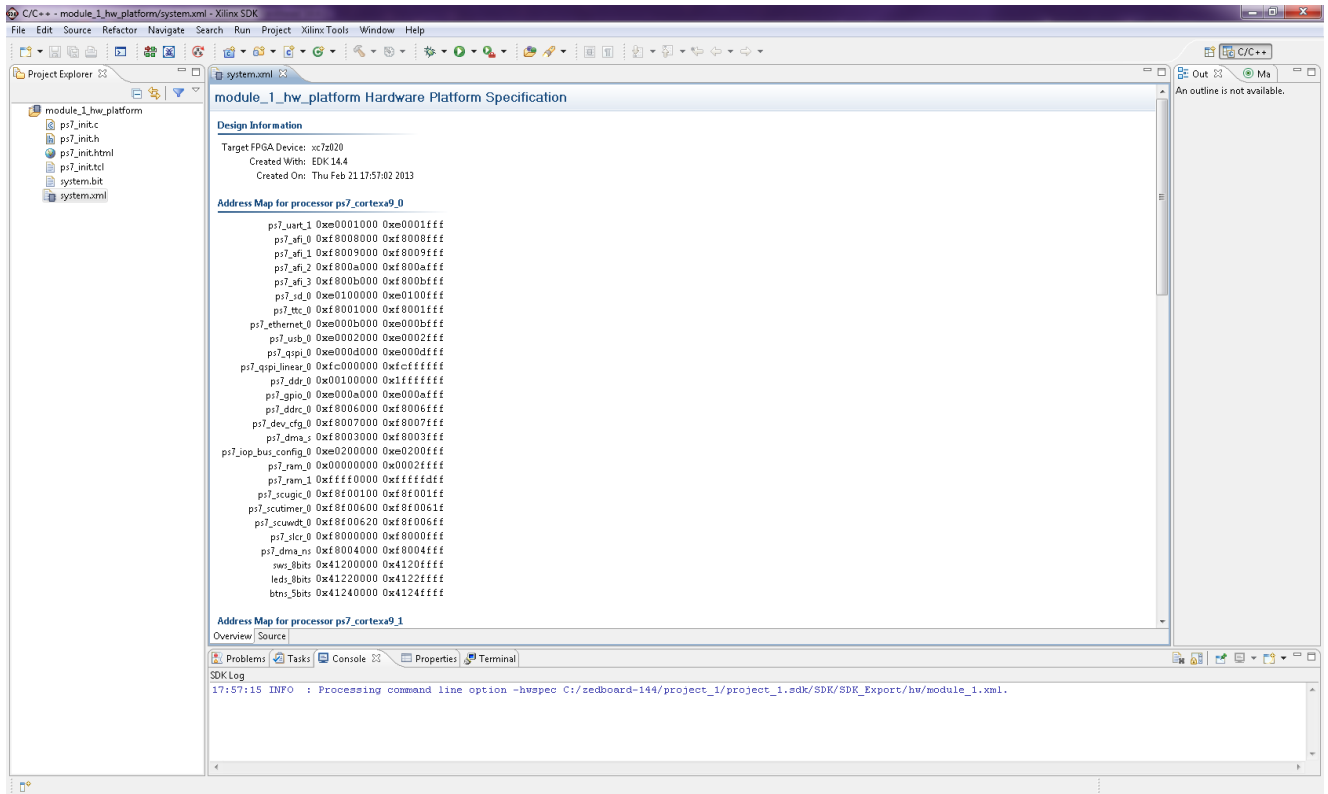 C/C++ - module_1_hw_platform/system.xml - Xilinx SDK
File Edit Source Refactor Navigate Search Run Project Xilinx Tools Window Help
C/C++
Project Explorer
module_1_hw_platform
ps7_init.c
ps7_init.h
ps7_init.html
ps7_init.tcl
system.bit
system.xml
system.xml
module_1_hw_platform Hardware Platform Specification
Design Information
Target FPGA Device: xc7z020
Created With: EDK 14.4
Created On: Thu Feb 21 17:57:02 2013
Address Map for processor ps7_cortexa9_0
ps7_uart_1 0xe0001000 0xe0001fff
ps7_afi_0 0xf8008000 0xf8008fff
ps7_afi_1 0xf8009000 0xf8009fff
ps7_afi_2 0xf800a000 0xf800afff
ps7_afi_3 0xf800b000 0xf800bfff
ps7_sd_0 0xe0100000 0xe0100fff
ps7_ttc_0 0xf8001000 0xf8001fff
ps7_ethernet_0 0xe000b000 0xe000bfff
ps7_usb_0 0xe0002000 0xe0002fff
ps7_qspi_0 0xe000d000 0xe000dfff
ps7_qspi_linear_0 0xfc000000 0xfcffffff
ps7_ddr_0 0x00100000 0x1fffffff
ps7_gpio_0 0xe000a000 0xe000afff
ps7_ddrc_0 0xf8006000 0xf8006fff
ps7_dev_cfg_0 0xf8007000 0xf8007fff
ps7_dma_s 0xf8003000 0xf8003fff
ps7_iop_bus_config_0 0xe0200000 0xe0200fff
ps7_ram_0 0x00000000 0x0002ffff
ps7_ram_1 0xffff0000 0xfffffdff
ps7_scugic_0 0xf8f00100 0xf8f001ff
ps7_scutimer_0 0xf8f00600 0xf8f0061f
ps7_scuwdt_0 0xf8f00620 0xf8f006ff
ps7_slcr_0 0xf8000000 0xf8000fff
ps7_dma_ns 0xf8004000 0xf8004fff
sws_8bits 0x41200000 0x4120ffff
leds_8bits 0x41220000 0x4122ffff
btns_5bits 0x41240000 0x4124ffff
Address Map for processor ps7_cortexa9_1
Overview Source
Out Ma
An outline is not available.
Problems Tasks Console Properties Terminal
SDK Log
17:57:15 INFO : Processing command line option -hwspec C:/zedboard-144/project_1/project_1.sdk/SDK/SDK_Export/hw/module_1.xml.